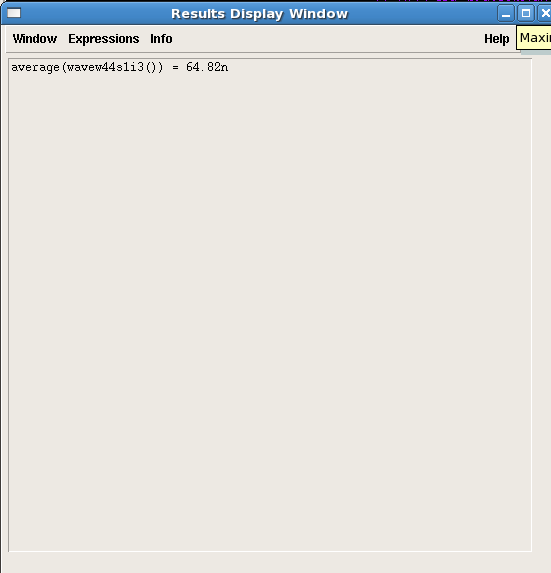 Results Display Window
Window Expressions Info Help
Maxi
average(wavew44s1i3()) = 64.82n